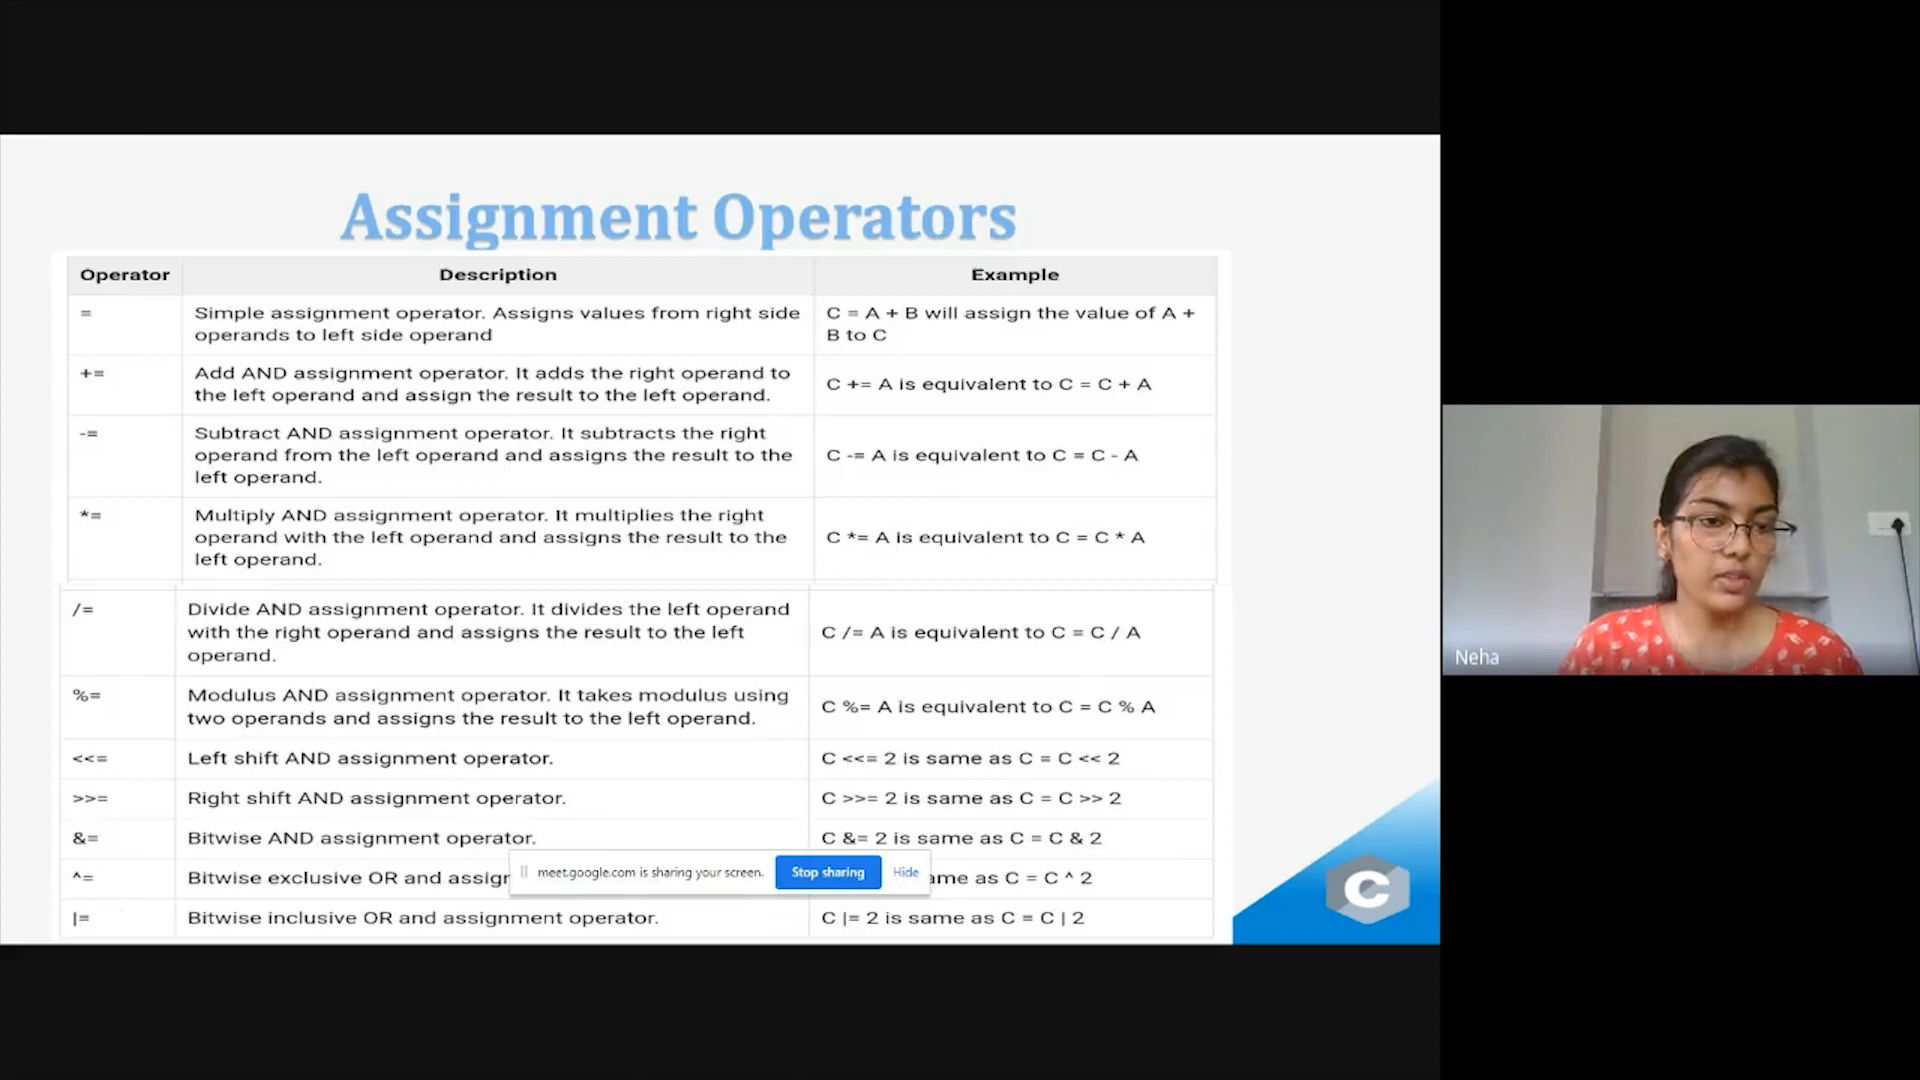 Assignment Operators
Operator Description Example
= Simple assignment operator. Assigns values from right side C = A + B will assign the value of A +
operands to left side operand B to C
+= Add AND assignment operator. It adds the right operand to
the left operand and assign the result to the left operand.
C += A is equivalent to C = C + A
-= Subtract AND assignment operator. It subtracts the right
operand from the left operand and assigns the result to the
left operand.
C -= A is equivalent to C = C - A
*= Multiply AND assignment operator. It multiplies the right
operand with the left operand and assigns the result to the
left operand.
C *= A is equivalent to C = C * A
/= Divide AND assignment operator. It divides the left operand
with the right operand and assigns the result to the left
operand.
C /= A is equivalent to C = C / A
%= Modulus AND assignment operator. It takes modulus using
two operands and assigns the result to the left operand.
C %= A is equivalent to C = C % A
<<= Left shift AND assignment operator. C <<= 2 is same as C = C << 2
>>= Right shift AND assignment operator. C >>= 2 is same as C = C >> 2
&= Bitwise AND assignment operator. C &= 2 is same as C = C & 2
^= Bitwise exclusive OR and as C = C ^ 2
|= Bitwise inclusive OR and assignment operator. C |= 2 is same as C = C | 2
meet.google.com is sharing your screen. Stop sharing Hide
C
Neha